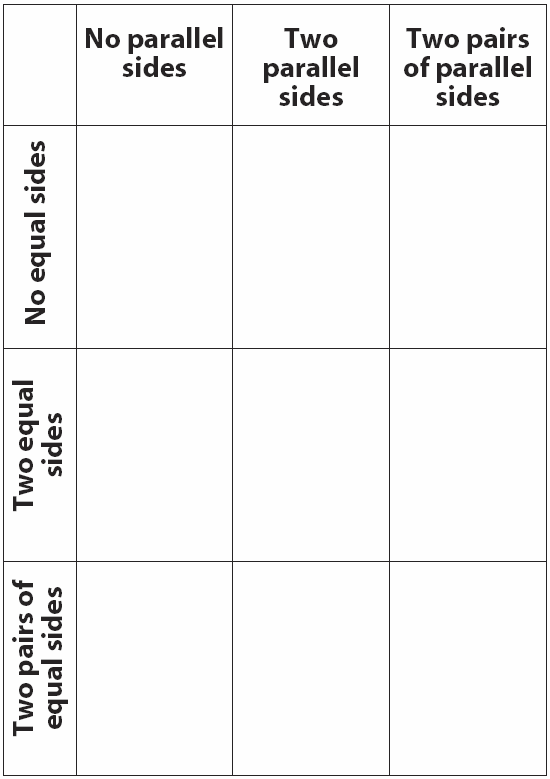 No parallel
sides
Two
parallel
sides
Two pairs
of parallel
sides
No equal sides
Two equal
sides
Two pairs of
equal sides